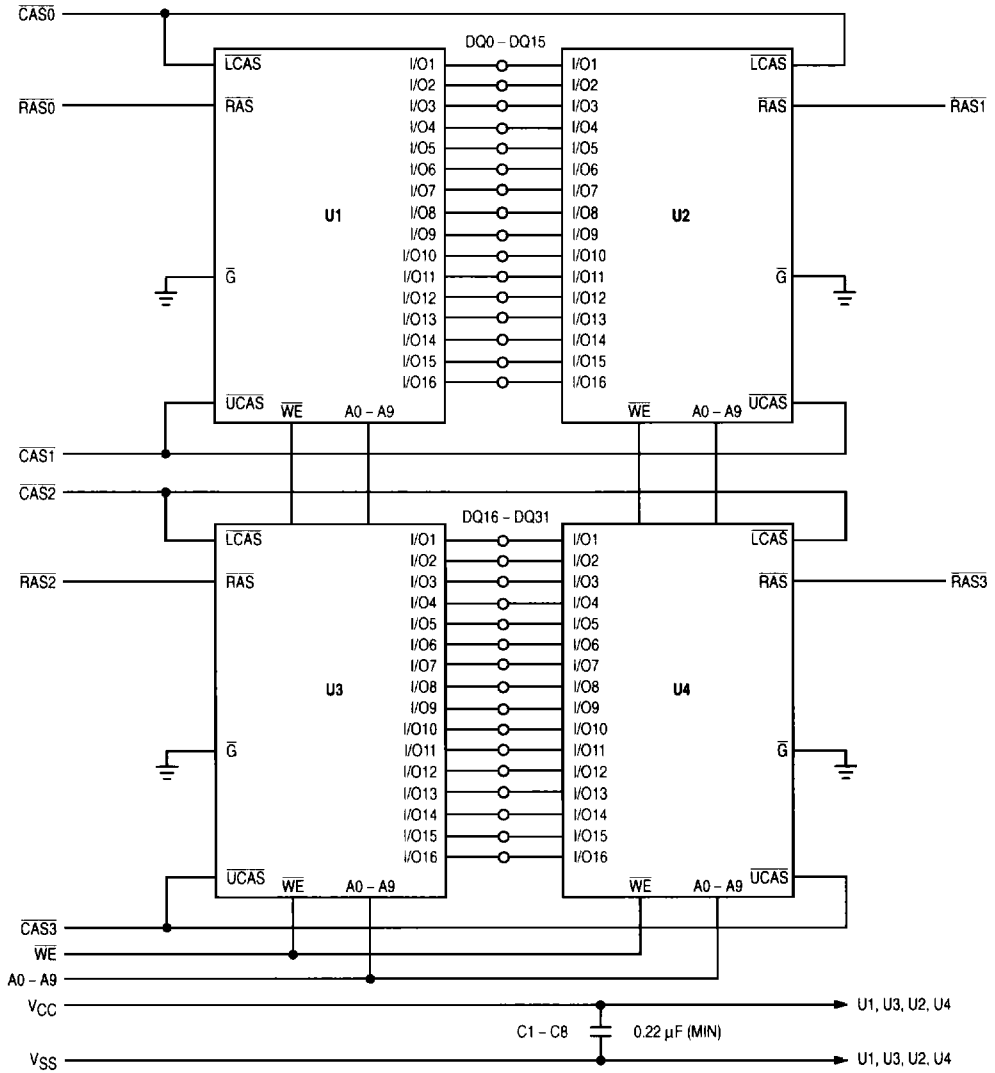 CAS0
DQ0 – DQ15
LCAS I/O1 I/O1 LCAS
I/O2 I/O2
RAS0 RAS I/O3 I/O3 RAS RAS1
I/O4 I/O4
I/O5 I/O5
I/O6 I/O6
I/O7 I/O7
U1 I/O8 I/O8 U2
I/O9 I/O9
I/O10 I/O10
G I/O11 I/O11 G
I/O12 I/O12
I/O13 I/O13
I/O14 I/O14
I/O15 I/O15
I/O16 I/O16
UCAS UCAS
WE A0 – A9 WE A0 – A9
CAS1
CAS2
DQ16 – DQ31
LCAS I/O1 I/O1 LCAS
I/O2 I/O2
RAS2 RAS I/O3 I/O3 RAS RAS3
I/O4 I/O4
I/O5 I/O5
I/O6 I/O6
I/O7 I/O7
U3 I/O8 I/O8 U4
I/O9 I/O9
I/O10 I/O10
G I/O11 I/O11 G
I/O12 I/O12
I/O13 I/O13
I/O14 I/O14
I/O15 I/O15
I/O16 I/O16
UCAS UCAS
WE A0 – A9 WE A0 – A9
CAS3
WE
A0 – A9
VCC U1, U3, U2, U4
C1 – C8 0.22 µF (MIN)
VSS U1, U3, U2, U4